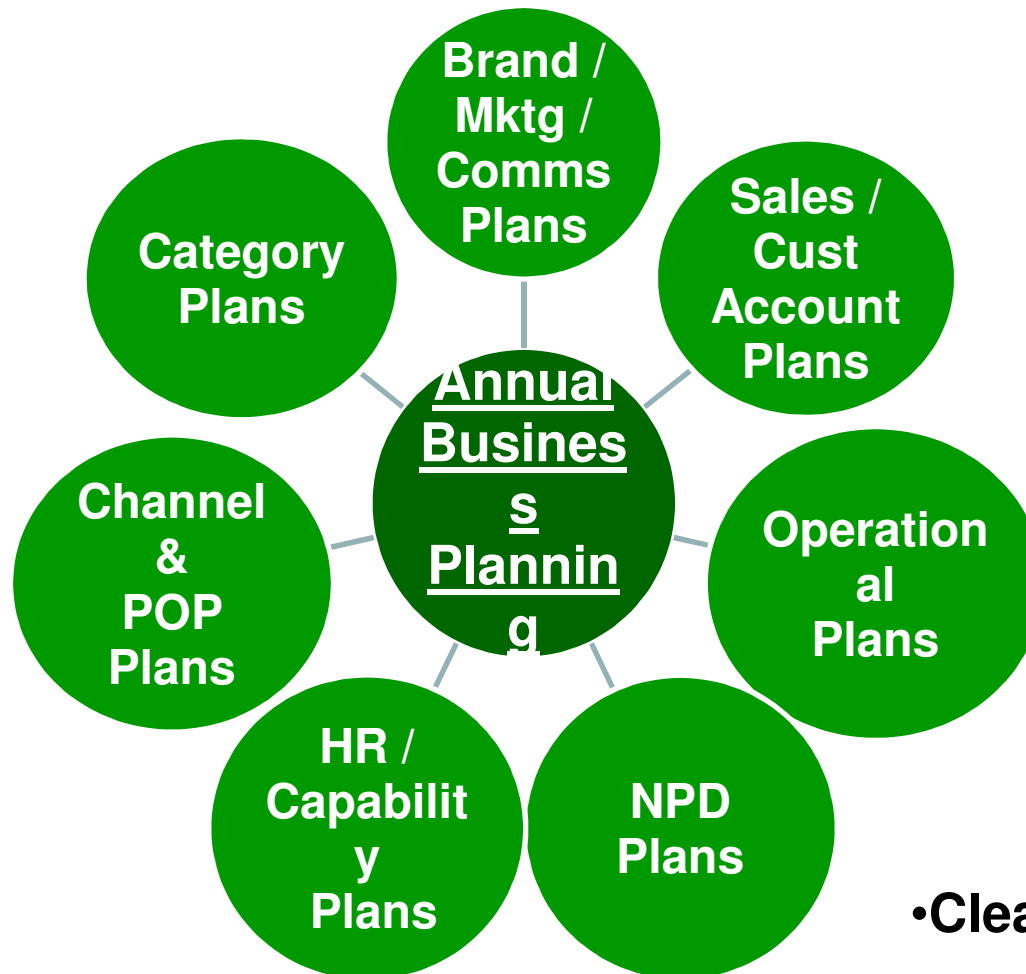 Brand /
Mktg /
Comms
Plans
Sales /
Cust
Account
Plans
Category
Plans
Annual
Busines
s
Plannin
g
Channel
&
POP
Plans
Operation
al
Plans
HR /
Capabilit
y
Plans
NPD
Plans